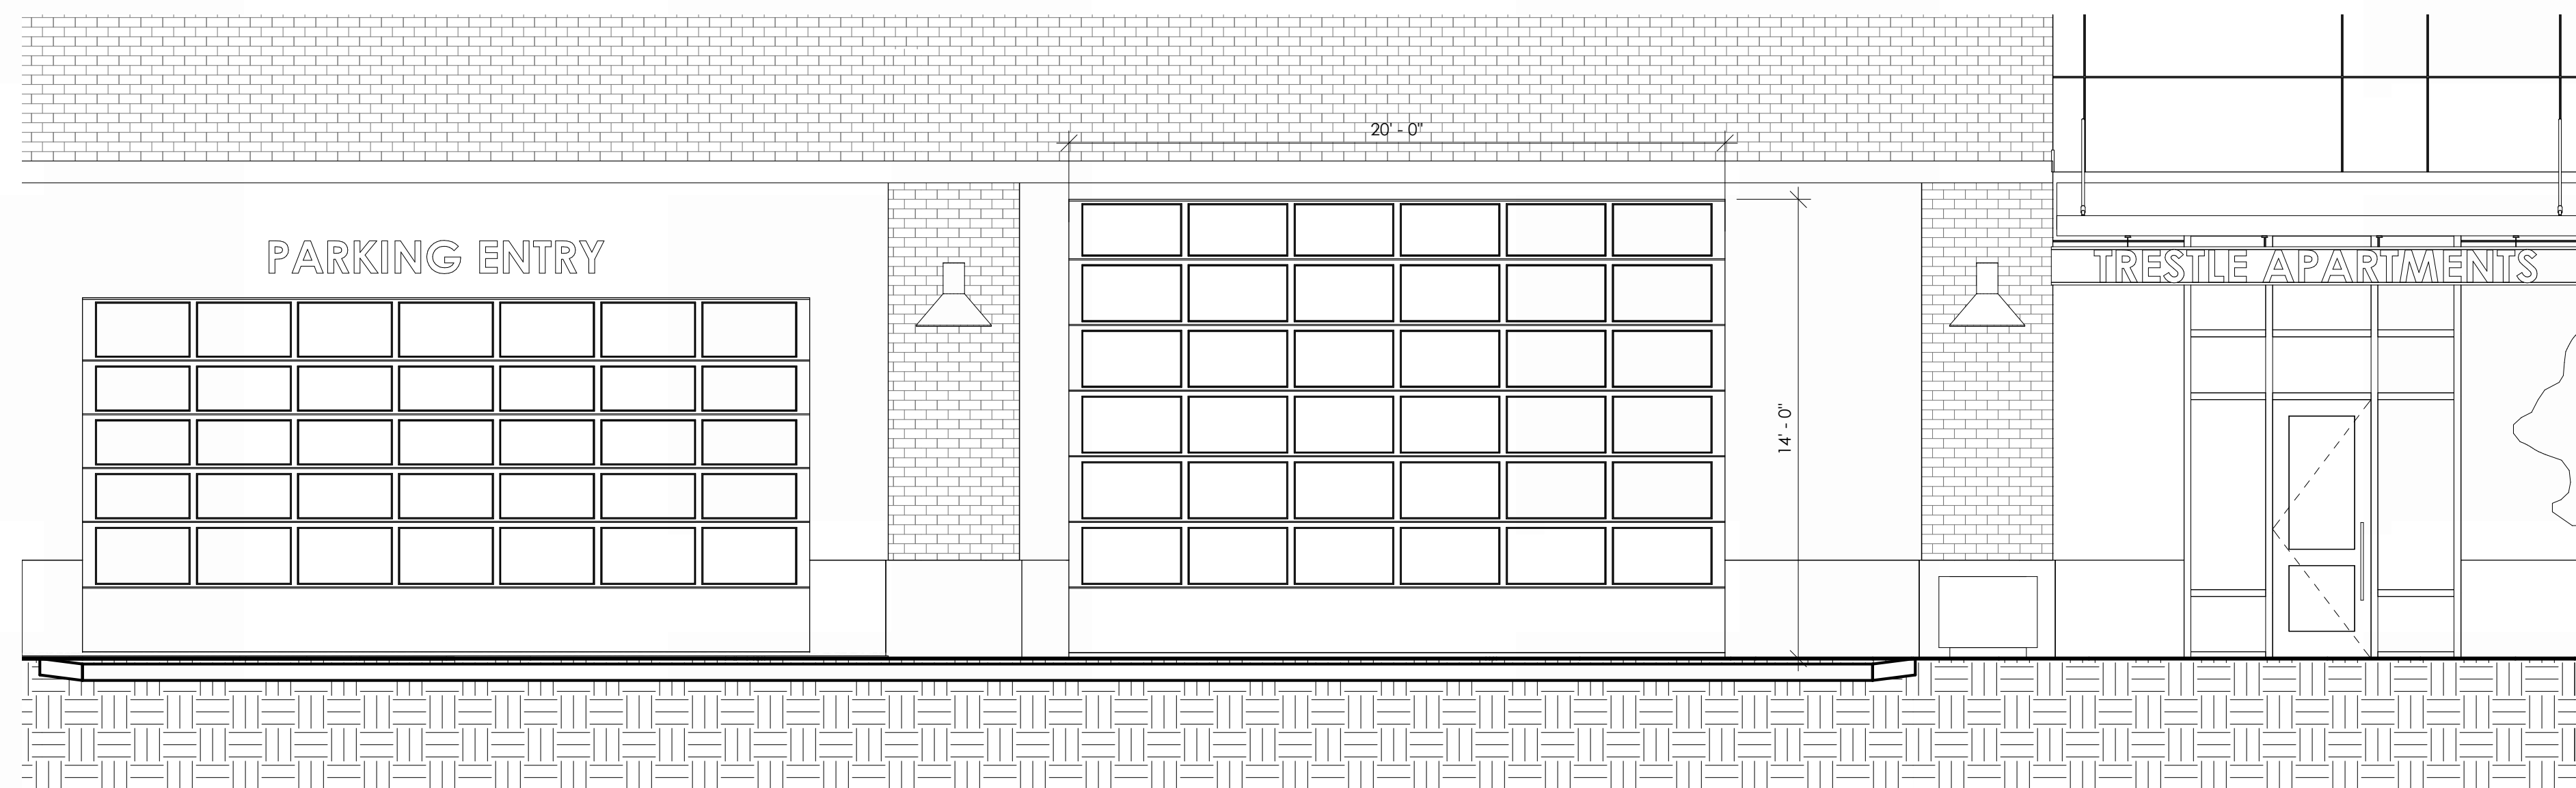 20' - 0"
PARKING ENTRY
TRESTLE APARTMENTS
14' - 0"